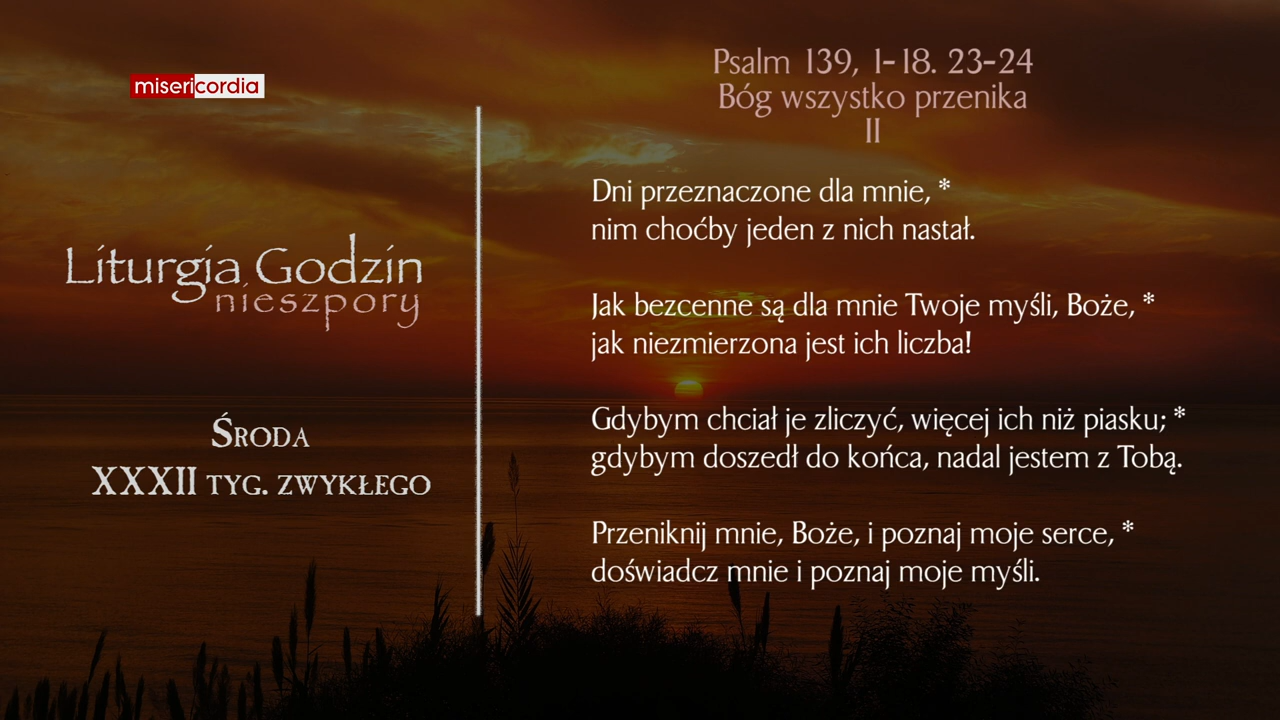 misericordia
Liturgia Godzin
nieszpory
Środa
XXXII tyg. zwykłego
Psalm 139, 1-18. 23-24
Bóg wszystko przenika
II
Dni przeznaczone dla mnie, *
nim choćby jeden z nich nastał.
Jak bezcenne są dla mnie Twoje myśli, Boże, *
jak niezmierzona jest ich liczba!
Gdybym chciał je zliczyć, więcej ich niż piasku; *
gdybym doszedł do końca, nadal jestem z Tobą.
Przeniknij mnie, Boże, i poznaj moje serce, *
doświadcz mnie i poznaj moje myśli.